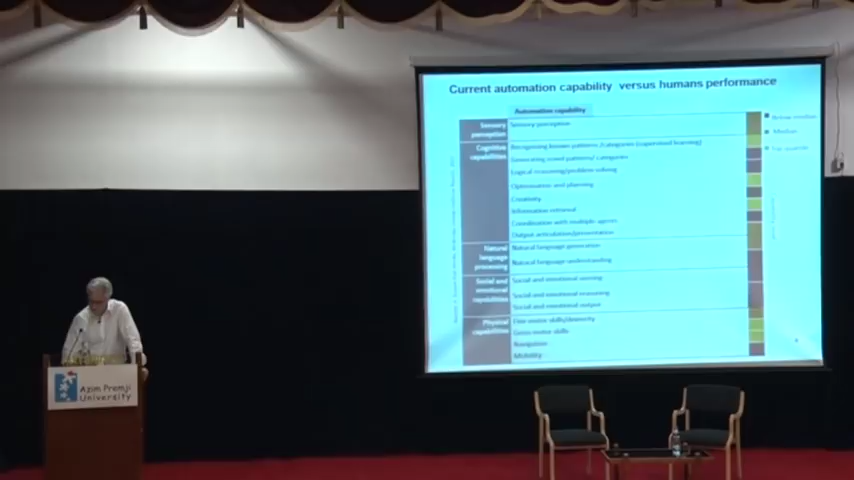 Current automation capability versus humans performance
Automation capability
Sensory perception
Sensory perception
Cognitive capabilities
Recognising known patterns /categories (supervised learning)
Generating novel patterns/ categories
Logical reasoning/problem solving
Optimisation and planning
Creativity
Information retrieval
Coordination with multiple agents
Output articulation/presentation
Natural language processing
Natural language generation
Natural language understanding
Social and emotional capabilities
Social and emotional sensing
Social and emotional reasoning
Social and emotional output
Physical capabilities
Fine motor skills/dexterity
Gross motor skills
Navigation
Mobility
Below median
Median
Top quartile
Azim Premji
University